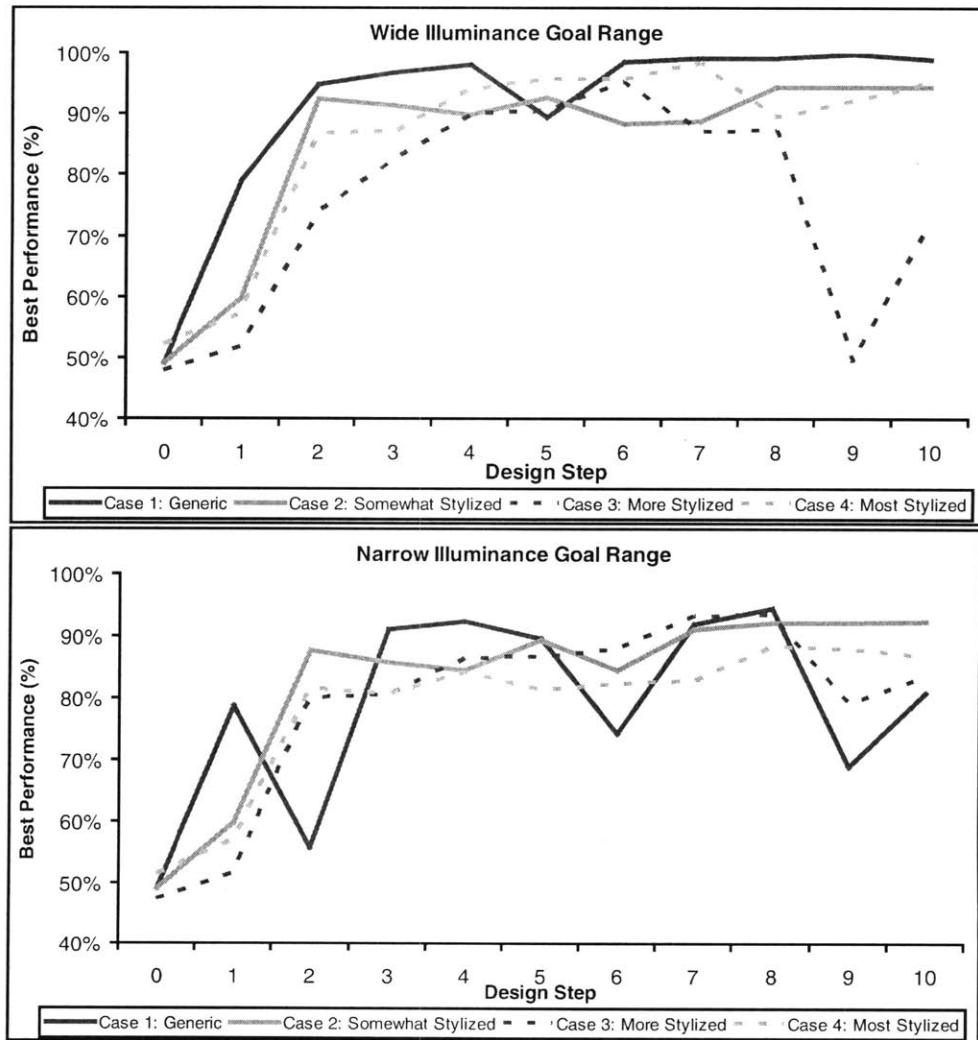 Wide Illuminance Goal Range
Best Performance (%)
100%
90%
80%
70%
60%
50%
40%
0 1 2 3 4 5 6 7 8 9 10
Design Step
Case 1: Generic Case 2: Somewhat Stylized Case 3: More Stylized Case 4: Most Stylized
Narrow Illuminance Goal Range
Best Performance (%)
100%
90%
80%
70%
60%
50%
40%
0 1 2 3 4 5 6 7 8 9 10
Design Step
Case 1: Generic Case 2: Somewhat Stylized Case 3: More Stylized Case 4: Most Stylized